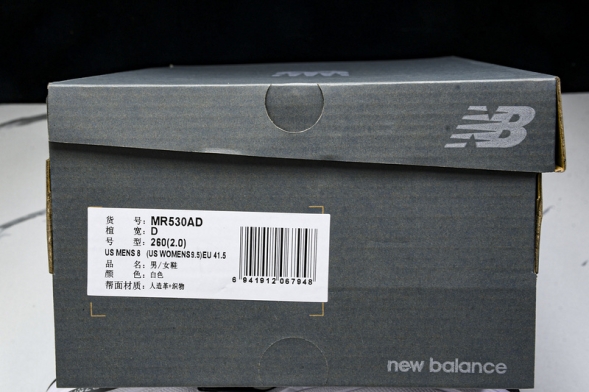 NB
货 号: MR530AD
楦 宽: D
号 型: 260(2.0)
US MENS 8 (US WOMENS9.5)EU 41.5
品 名: 男/女鞋
颜 色: 白色
帮面材质: 人造革+织物
6 941912 067948
new balance